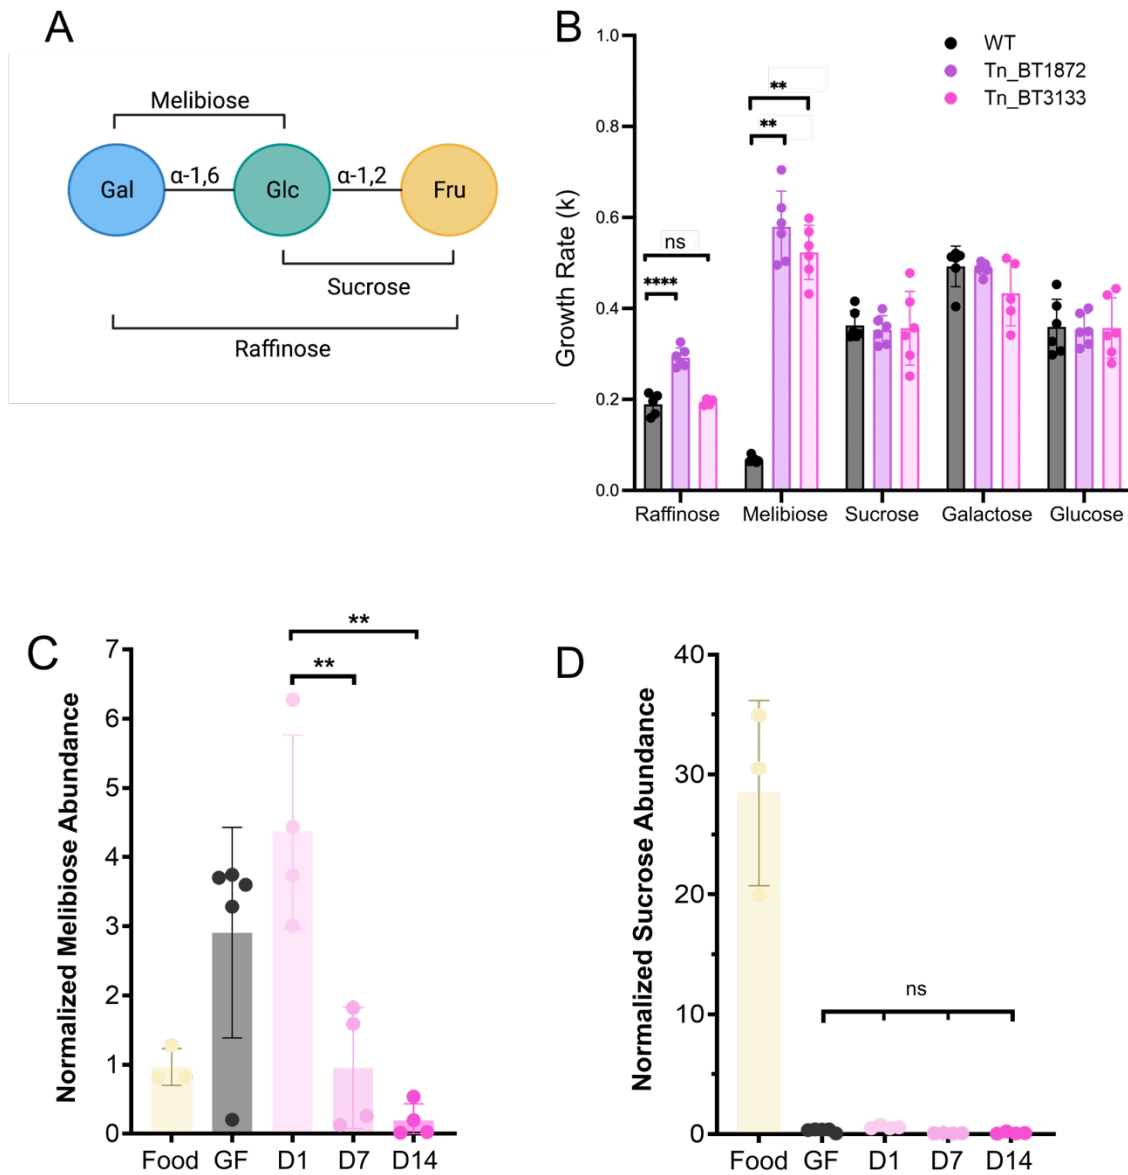 A
Melibiose
Gal
α-1,6
Glc
α-1,2
Fru
Sucrose
Raffinose
B
Growth Rate (k)
1.0
0.8
0.6
0.4
0.2
0.0
WT
Tn_BT1872
Tn_BT3133
ns
****
**
**
Raffinose Melibiose Sucrose Galactose Glucose
C
Normalized Melibiose Abundance
7
6
5
4
3
2
1
0
**
**
Food GF D1 D7 D14
D
Normalized Sucrose Abundance
40
30
20
10
0
ns
Food GF D1 D7 D14